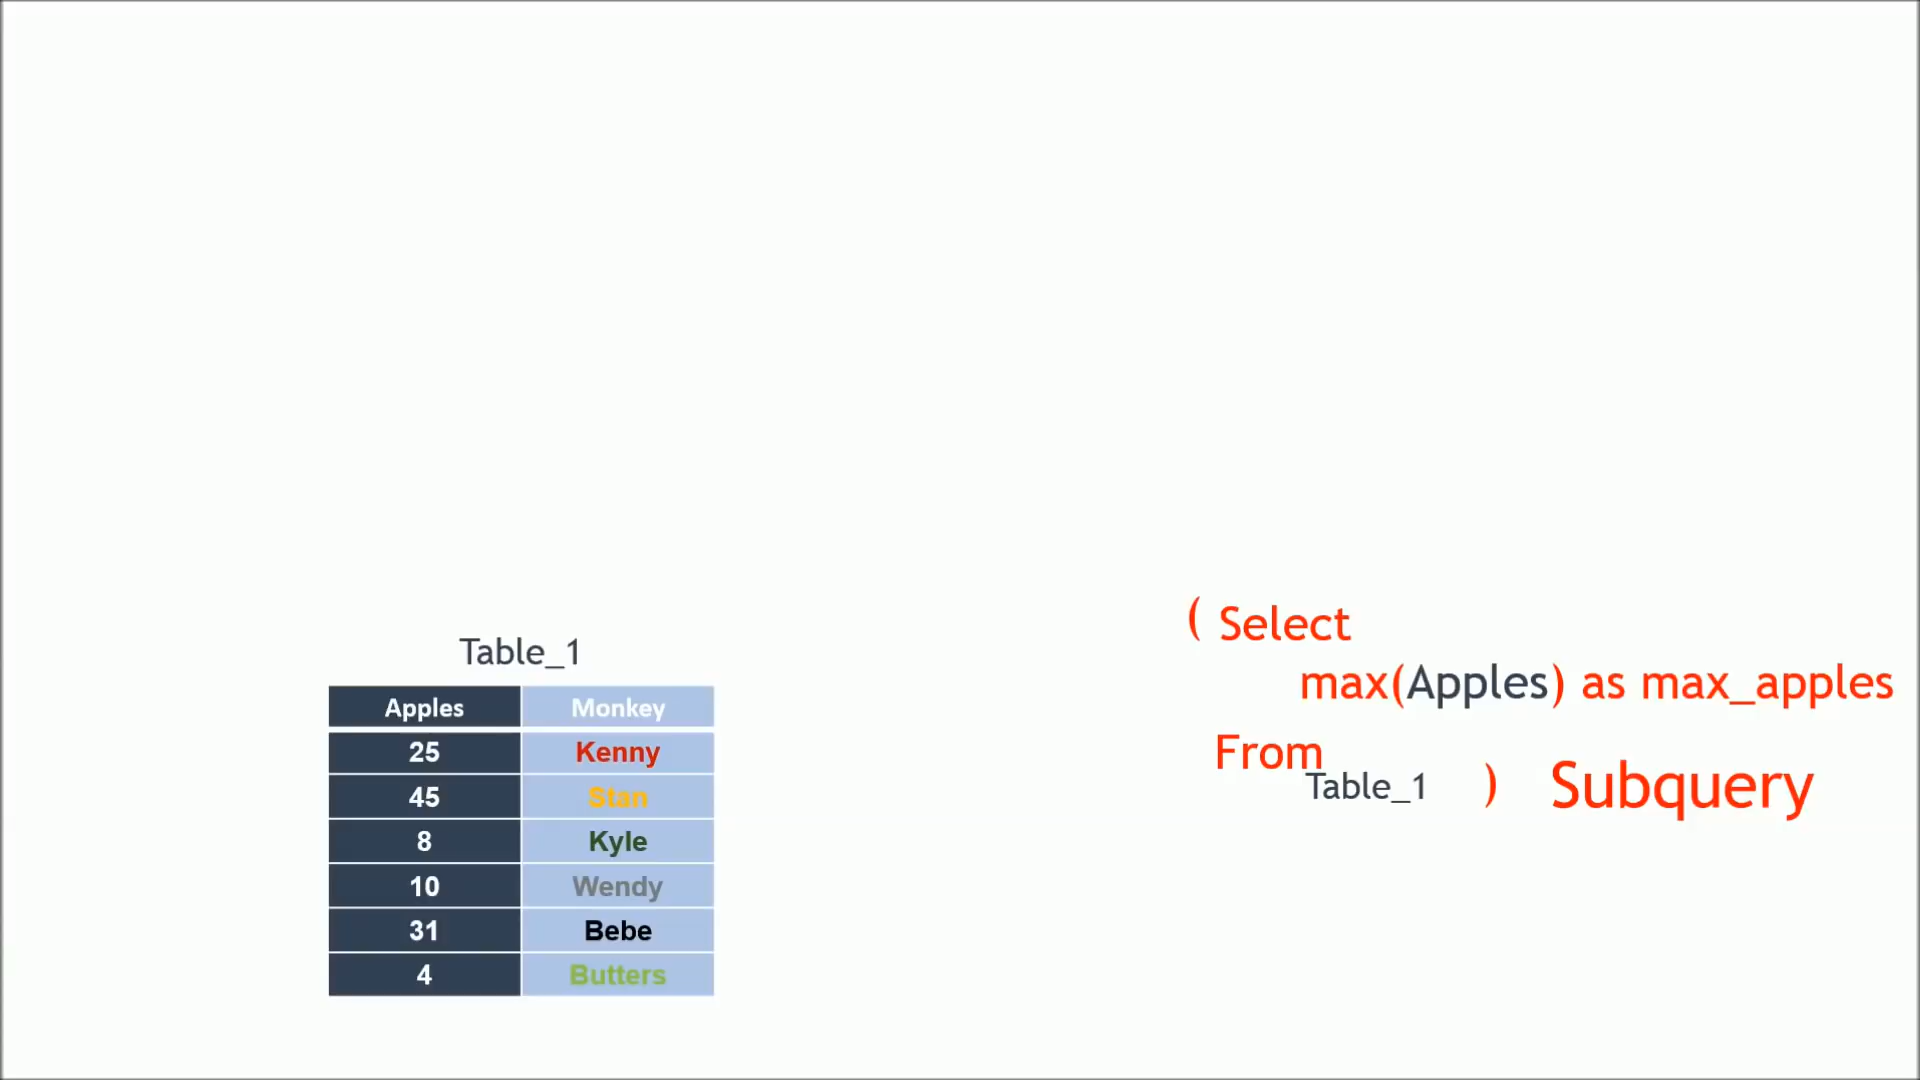 Table_1
Apples Monkey
25 Kenny
45 Stan
8 Kyle
10 Wendy
31 Bebe
4 Butters
( Select
max(Apples) as max_apples
From
Table_1 ) Subquery